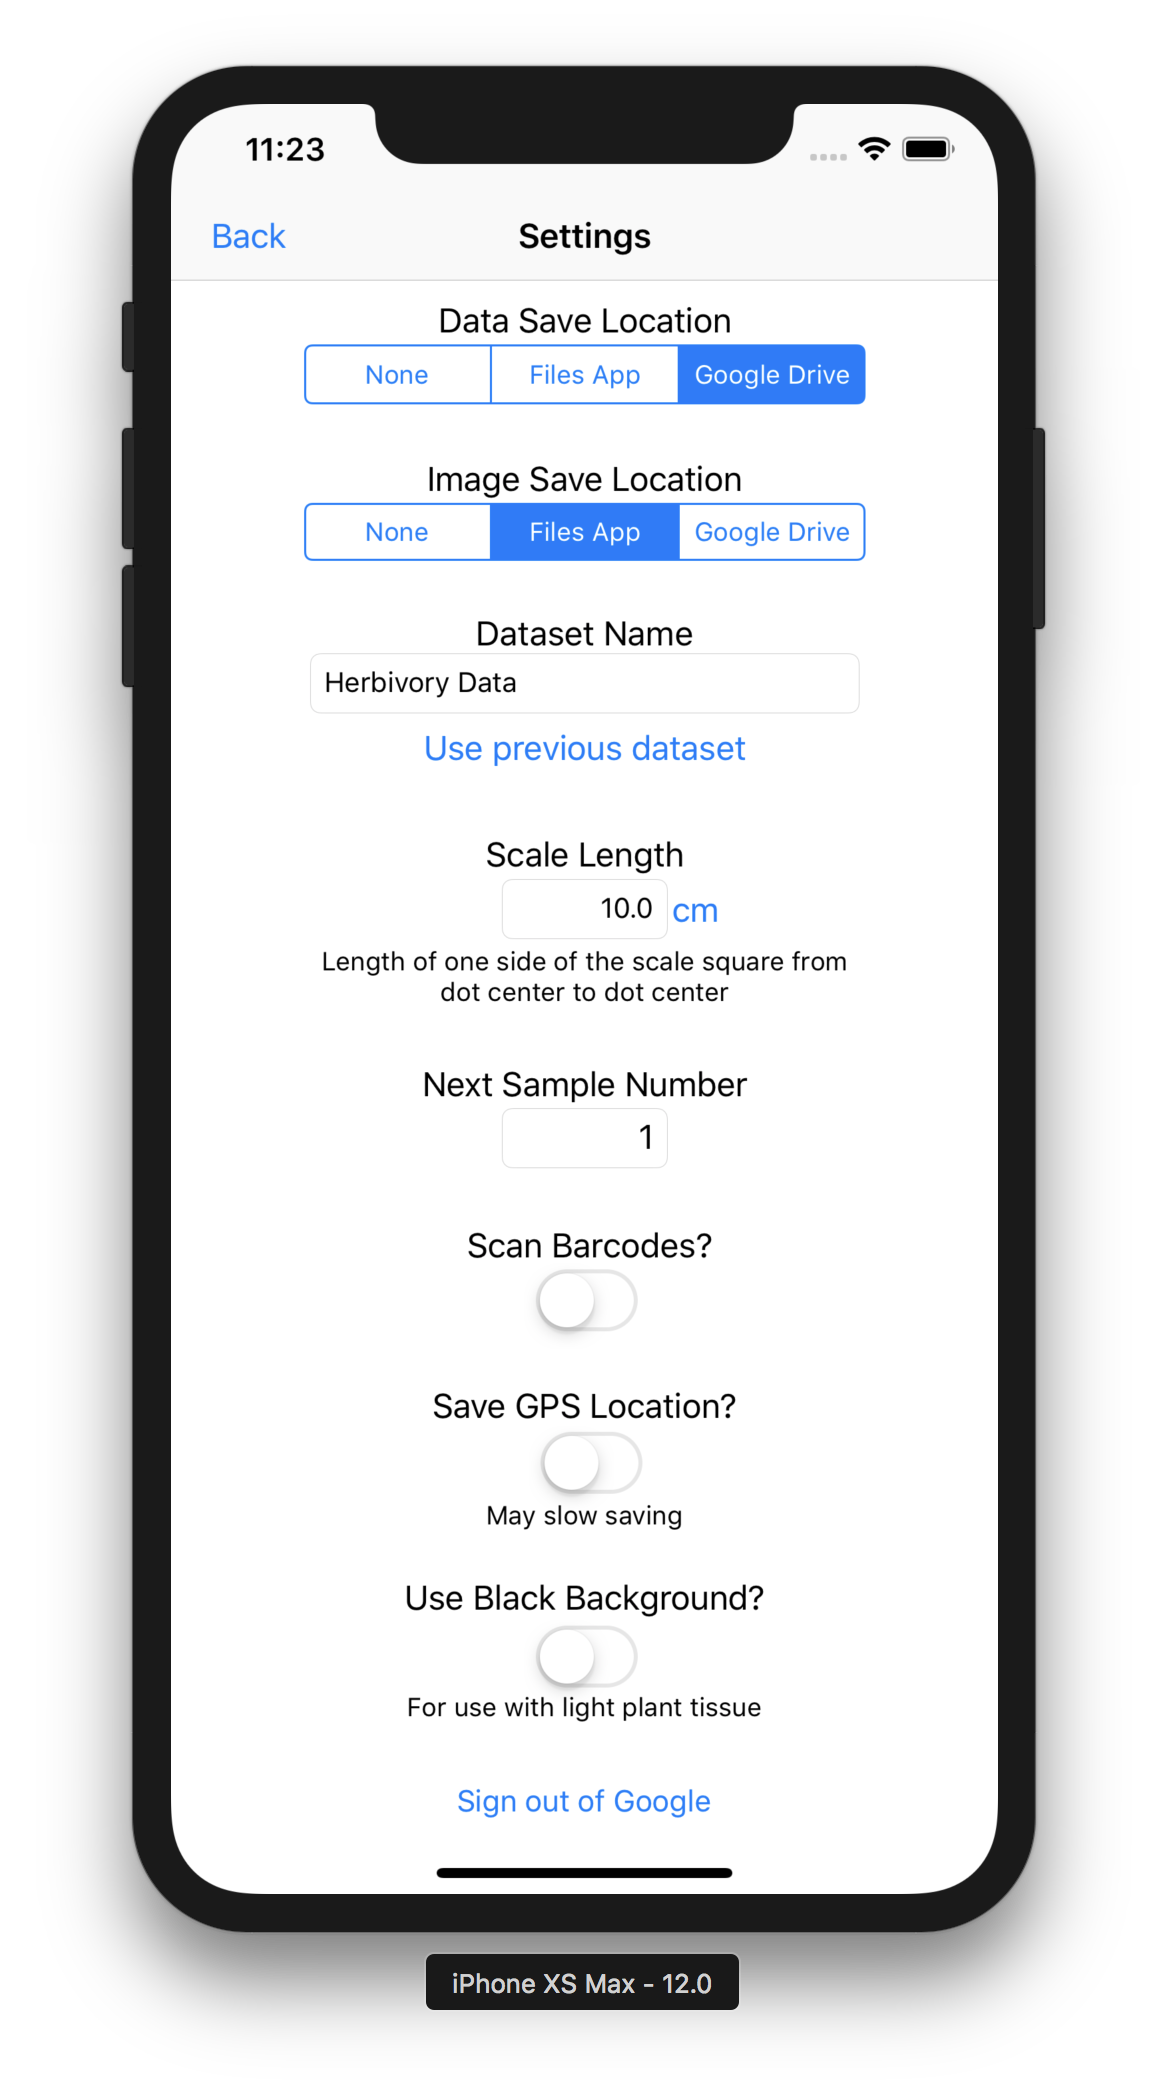 11:23
Back
Settings
Data Save Location
None
Files App
Google Drive
Image Save Location
None
Files App
Google Drive
Dataset Name
Herbivory Data
Use previous dataset
Scale Length
10.0 cm
Length of one side of the scale square from
dot center to dot center
Next Sample Number
1
Scan Barcodes?
Save GPS Location?
May slow saving
Use Black Background?
For use with light plant tissue
Sign out of Google
iPhone XS Max - 12.0